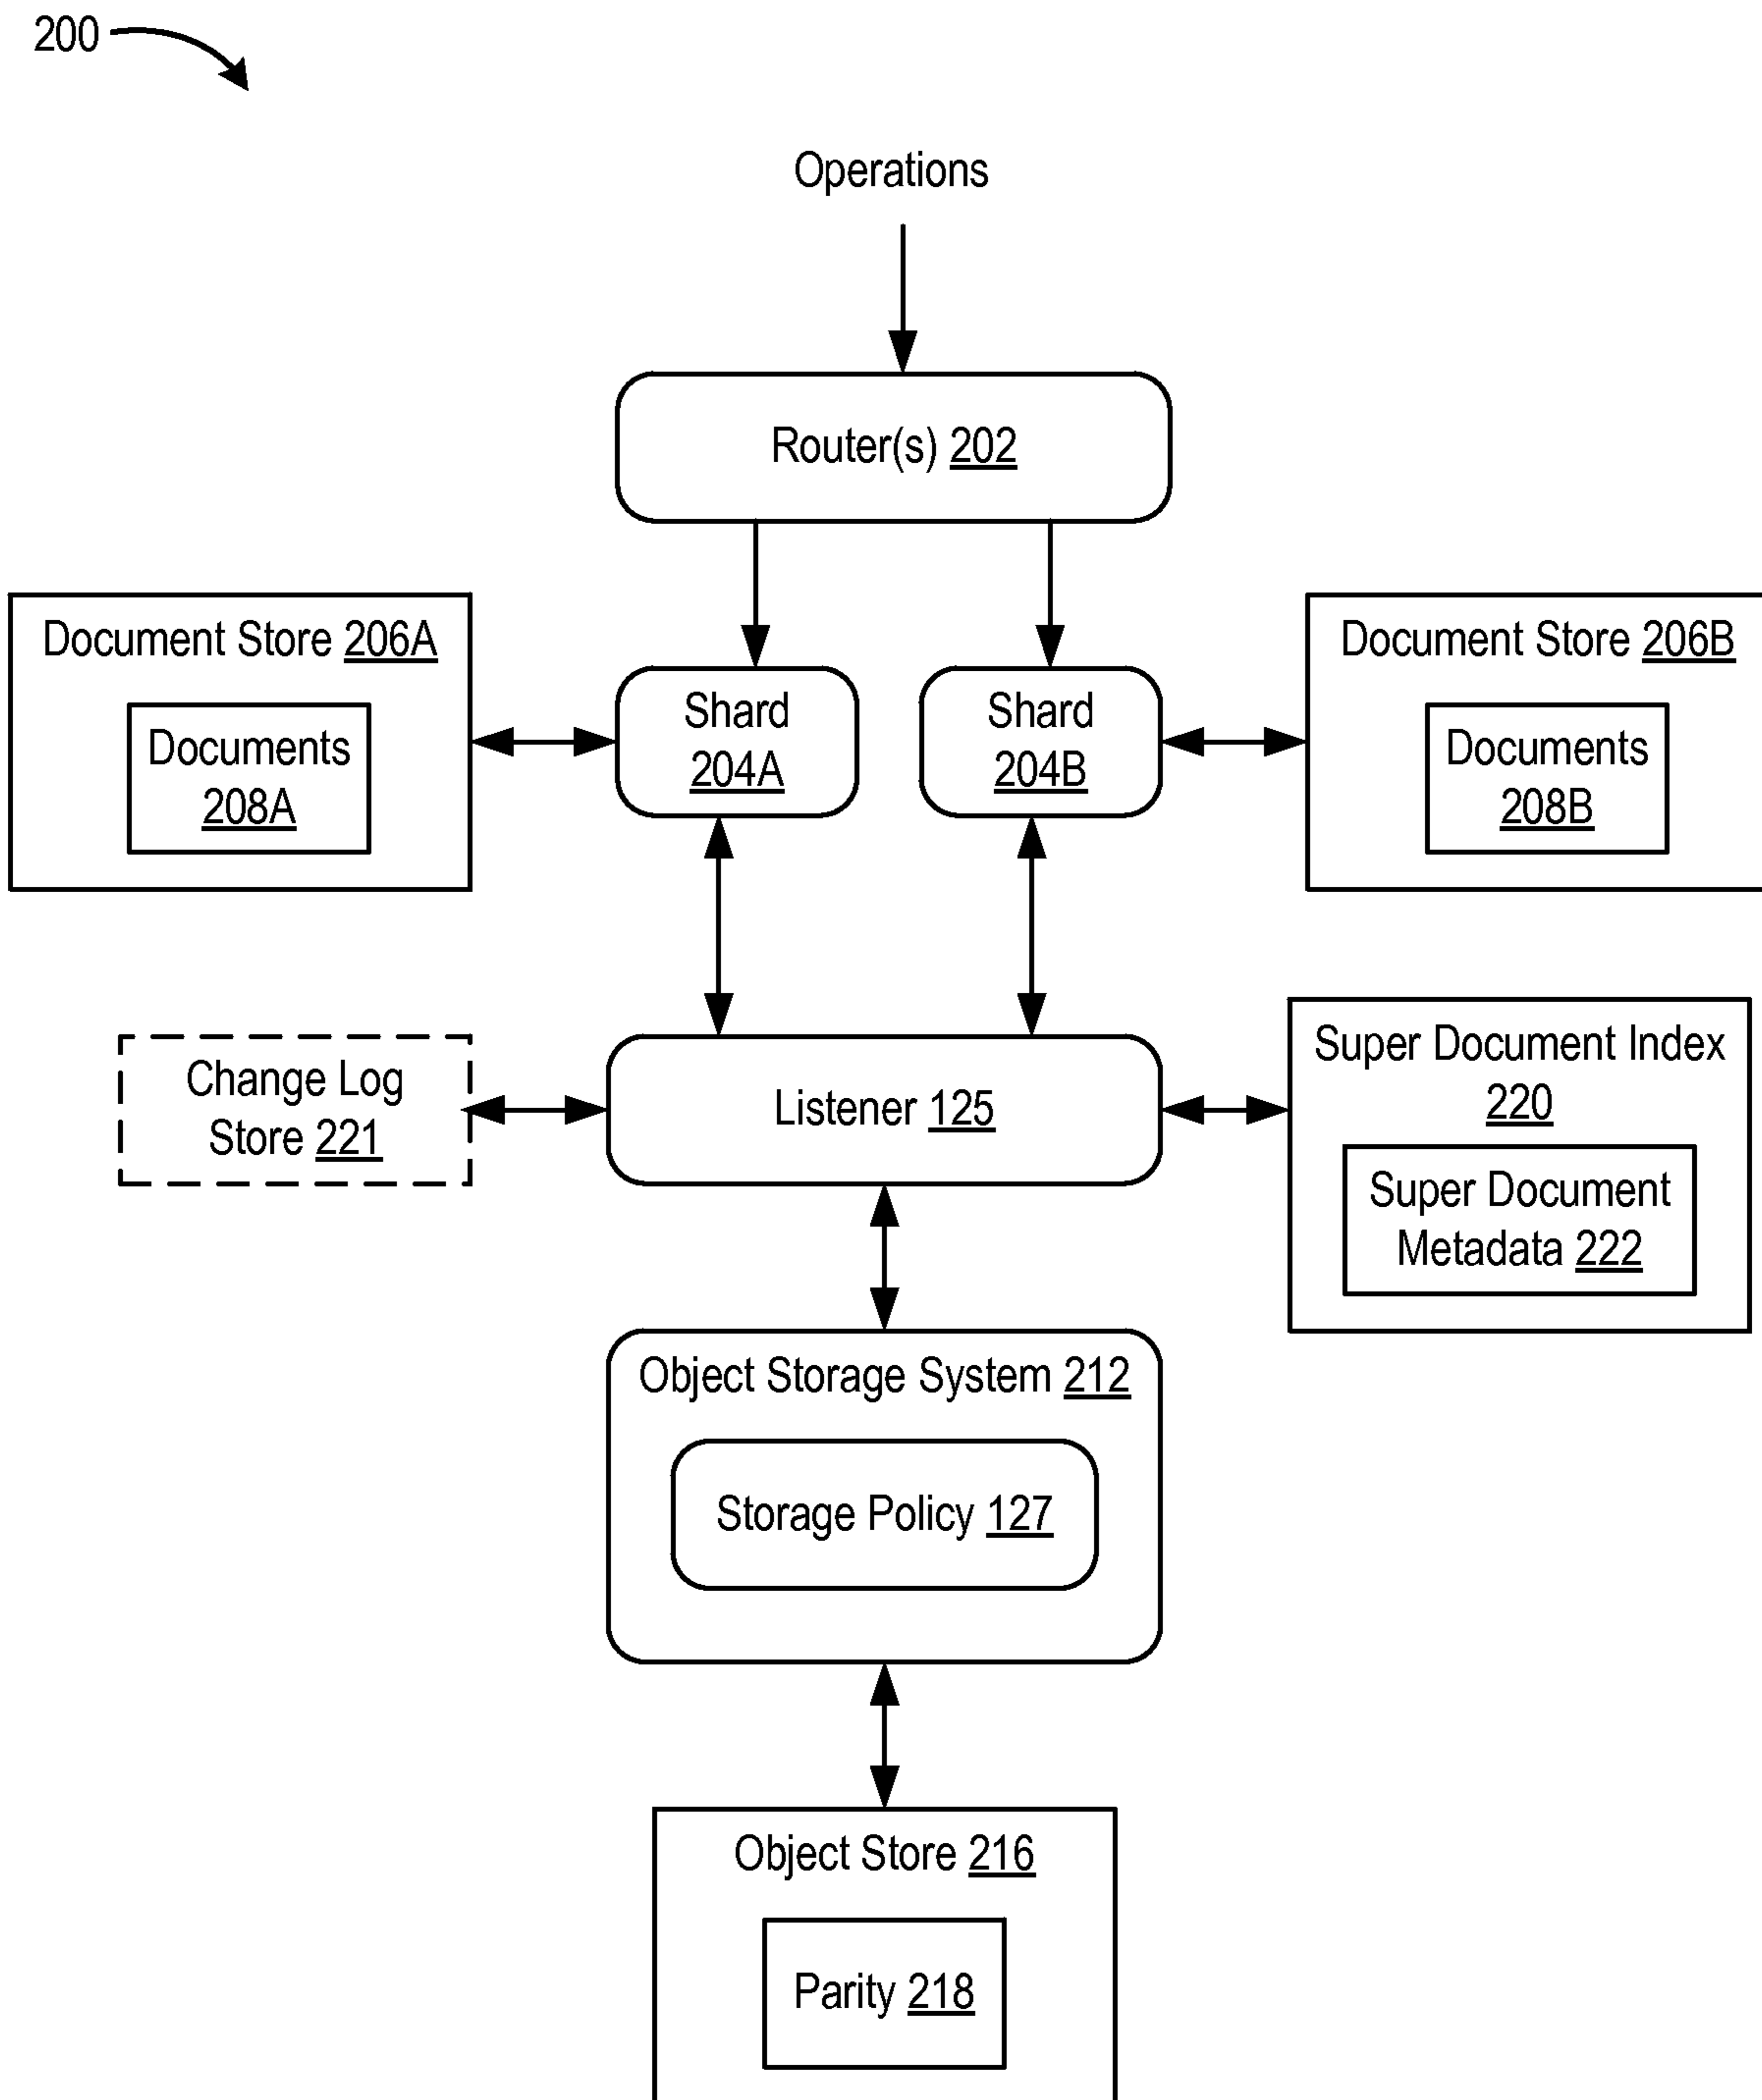 200
Operations
Router(s) 202
Document Store 206A
Documents
208A
Shard
204A
Shard
204B
Document Store 206B
Documents
208B
Change Log
Store 221
Listener 125
Super Document Index
220
Super Document
Metadata 222
Object Storage System 212
Storage Policy 127
Object Store 216
Parity 218